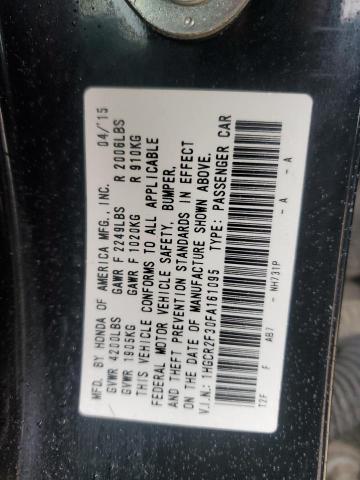 MFD. BY HONDA OF AMERICA MFG., INC. 04/'15
GVWR 4200LBS GAWR F 2249LBS R 2006LBS
GVWR 1905KG GAWR F 1020KG R 910KG
THIS VEHICLE CONFORMS TO ALL APPLICABLE
FEDERAL MOTOR VEHICLE SAFETY, BUMPER,
AND THEFT PREVENTION STANDARDS IN EFFECT
ON THE DATE OF MANUFACTURE SHOWN ABOVE.
V.I.N.: 1HGCR2F30FA161095 TYPE: PASSENGER CAR
T2F F AB7 - NH731P - A - A